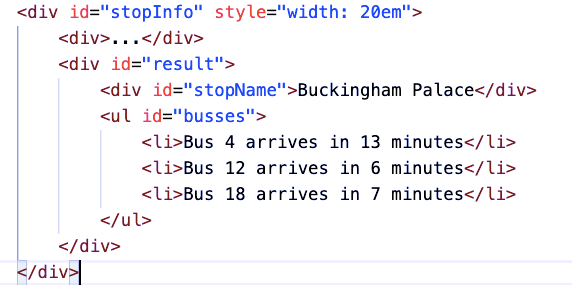 <div id="stopInfo" style="width: 20em">
<div>...</div>
<div id="result">
<div id="stopName">Buckingham Palace</div>
<ul id="busses">
<li>Bus 4 arrives in 13 minutes</li>
<li>Bus 12 arrives in 6 minutes</li>
<li>Bus 18 arrives in 7 minutes</li>
</ul>
</div>
</div>